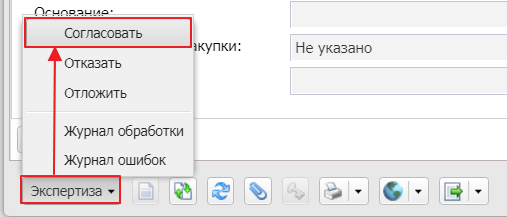 Основание:
Согласовать
акупки: Не указано
Отказать
Отложить
Журнал обработки
Журнал ошибок
Экспертиза